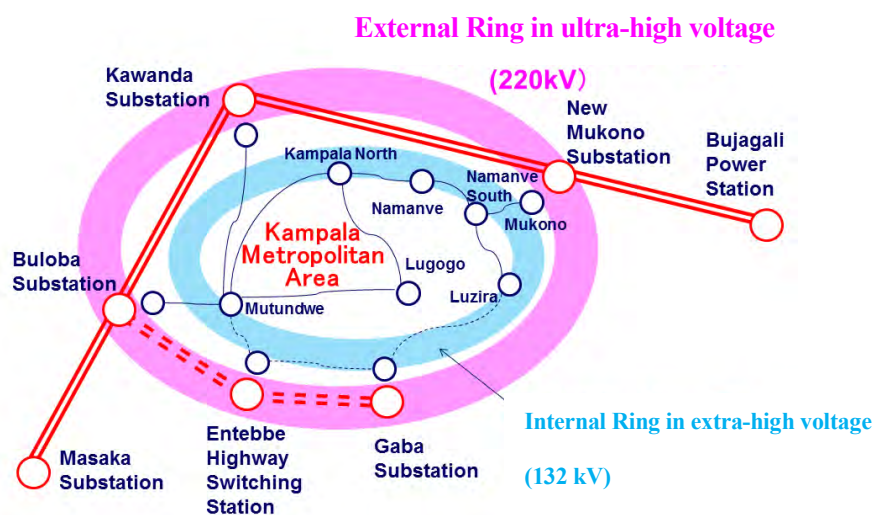 External Ring in ultra-high voltage
(220kV)
Kawanda
Substation
New
Mukono
Substation
Bujagali
Power
Station
Kampala North
Namanve
Namanve
South
Mukono
Kampala
Metropolitan
Area
Lugogo
Buloba
Substation
Mutundwe
Luzira
Internal Ring in extra-high voltage
(132 kV)
Masaka
Substation
Entebbe
Highway
Switching
Station
Gaba
Substation